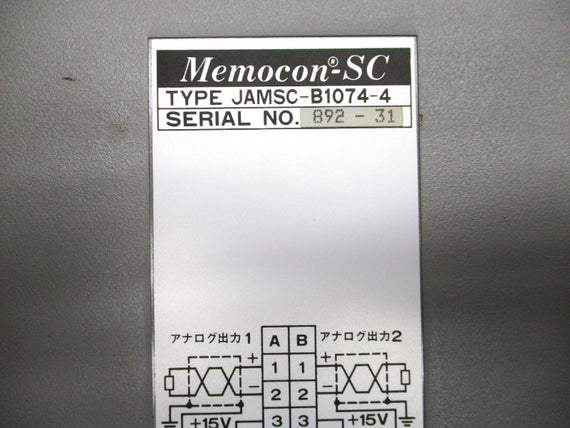 Memocon®-SC
TYPE JAMSC-B1074-4
SERIAL NO. 892 - 31
アナログ出力1 A B アナログ出力2
+ 1 1 +
- 2 2 -
+15V 3 3 +15V